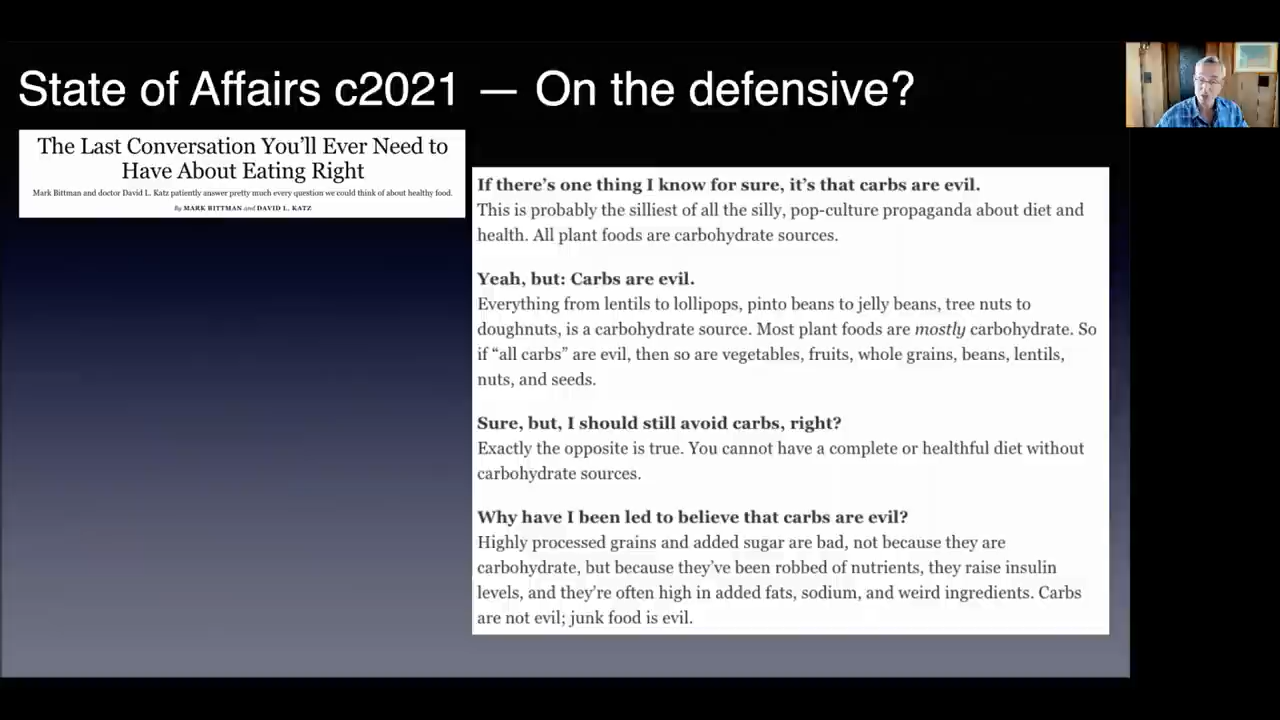 State of Affairs c2021 — On the defensive?
The Last Conversation You’ll Ever Need to
Have About Eating Right
Mark Bittman and doctor David L. Katz patiently answer pretty much every question we could think of about healthy food.
By MARK BITTMAN and DAVID L. KATZ
If there’s one thing I know for sure, it’s that carbs are evil.
This is probably the silliest of all the silly, pop-culture propaganda about diet and
health. All plant foods are carbohydrate sources.
Yeah, but: Carbs are evil.
Everything from lentils to lollipops, pinto beans to jelly beans, tree nuts to
doughnuts, is a carbohydrate source. Most plant foods are mostly carbohydrate. So
if “all carbs” are evil, then so are vegetables, fruits, whole grains, beans, lentils,
nuts, and seeds.
Sure, but, I should still avoid carbs, right?
Exactly the opposite is true. You cannot have a complete or healthful diet without
carbohydrate sources.
Why have I been led to believe that carbs are evil?
Highly processed grains and added sugar are bad, not because they are
carbohydrate, but because they’ve been robbed of nutrients, they raise insulin
levels, and they’re often high in added fats, sodium, and weird ingredients. Carbs
are not evil; junk food is evil.